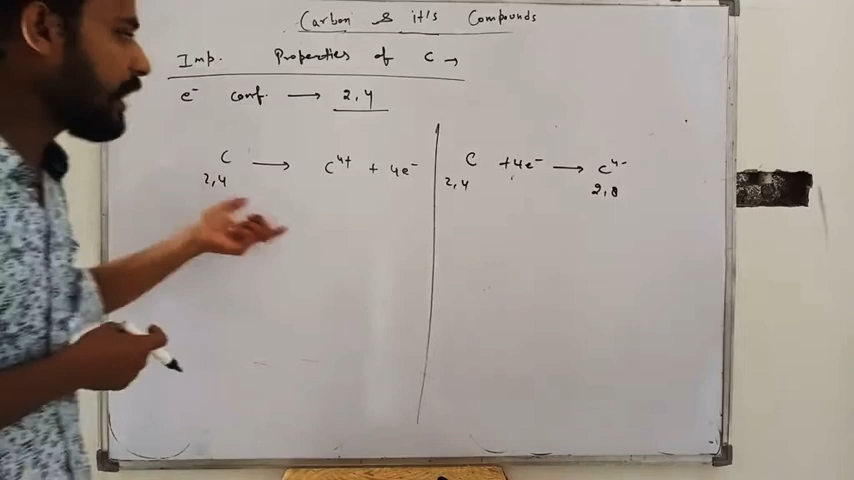 Carbon & it's Compounds
Imp. Properties of C →
e⁻ conf. → 2,4
C → C⁴⁺ + 4e⁻
2,4
C + 4e⁻ → C⁴⁻
2,4 2,8